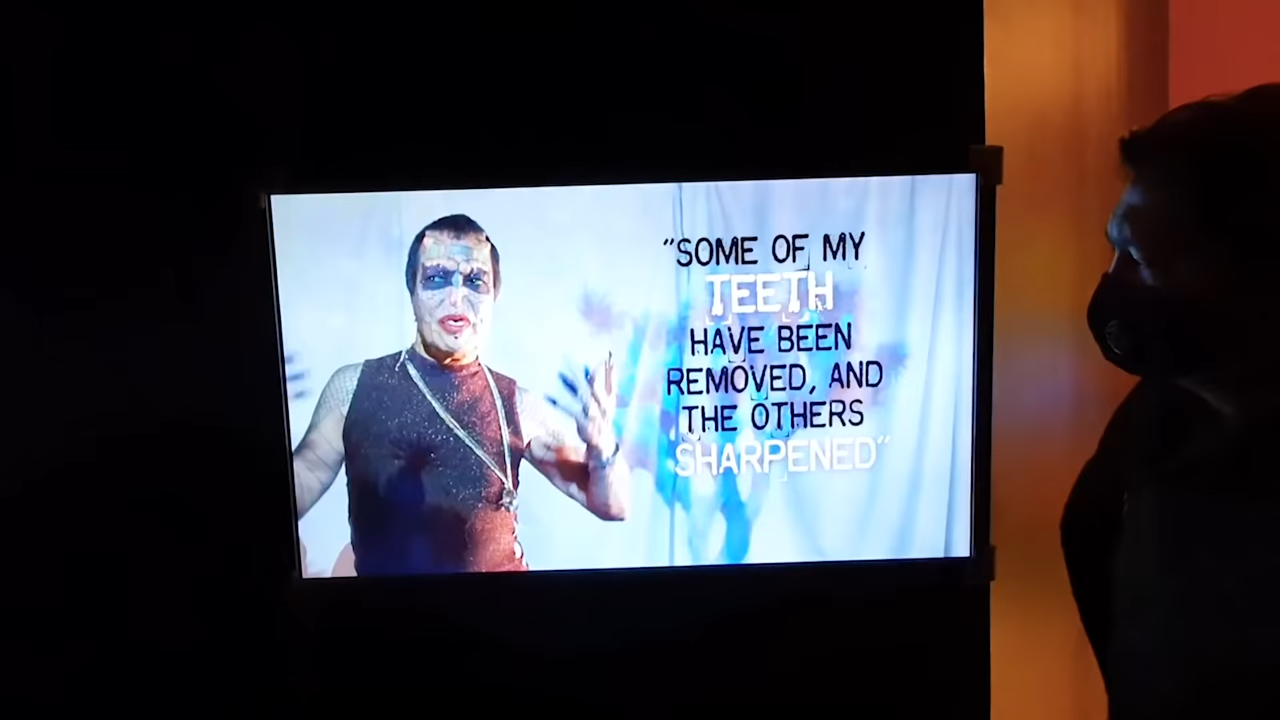 "SOME OF MY
TEETH
HAVE BEEN
REMOVED, AND
THE OTHERS
SHARPENED"